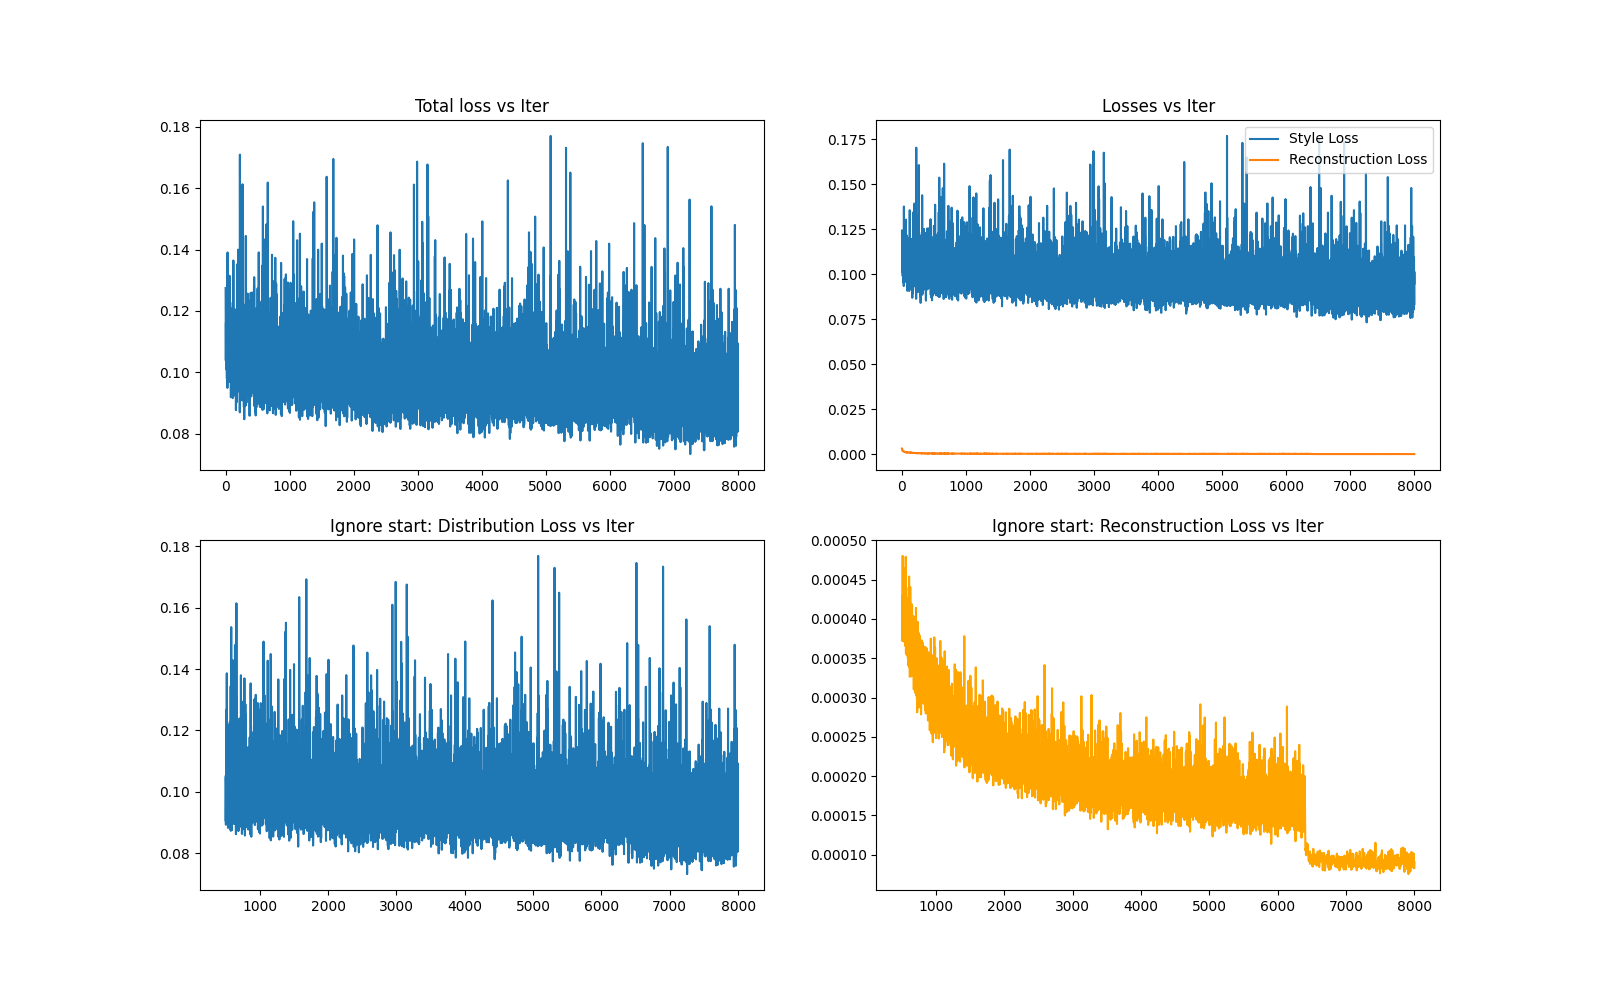 Total loss vs Iter
0.18
0.16
0.14
0.12
0.10
0.08
0 1000 2000 3000 4000 5000 6000 7000 8000
Losses vs Iter
Style Loss
Reconstruction Loss
0.175
0.150
0.125
0.100
0.075
0.050
0.025
0.000
0 1000 2000 3000 4000 5000 6000 7000 8000
Ignore start: Distribution Loss vs Iter
0.18
0.16
0.14
0.12
0.10
0.08
1000 2000 3000 4000 5000 6000 7000 8000
Ignore start: Reconstruction Loss vs Iter
0.00050
0.00045
0.00040
0.00035
0.00030
0.00025
0.00020
0.00015
0.00010
1000 2000 3000 4000 5000 6000 7000 8000